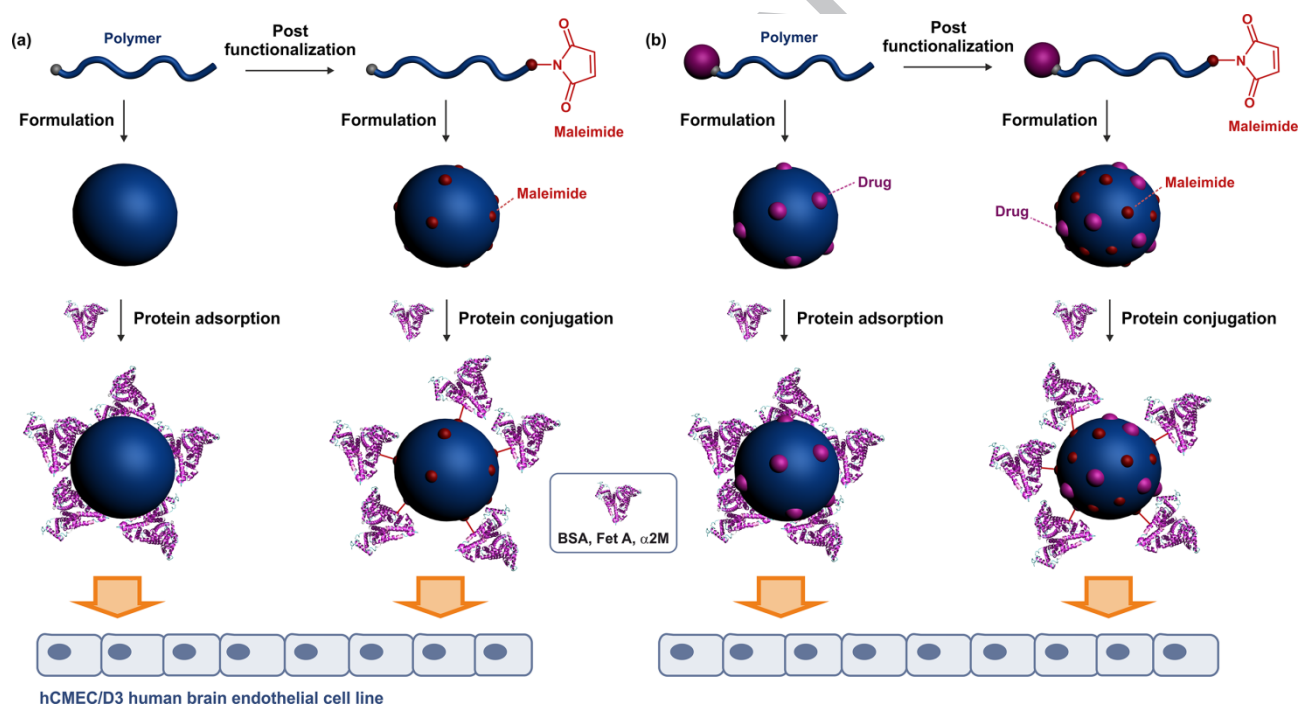 (a)
Polymer
Post
functionalization
O
N
O
Maleimide
Formulation
Formulation
Maleimide
Protein adsorption
Protein conjugation
BSA, Fet A, α2M
hCMEC/D3 human brain endothelial cell line
(b)
Polymer
Post
functionalization
O
N
O
Maleimide
Formulation
Formulation
Drug
Maleimide
Drug
Protein adsorption
Protein conjugation